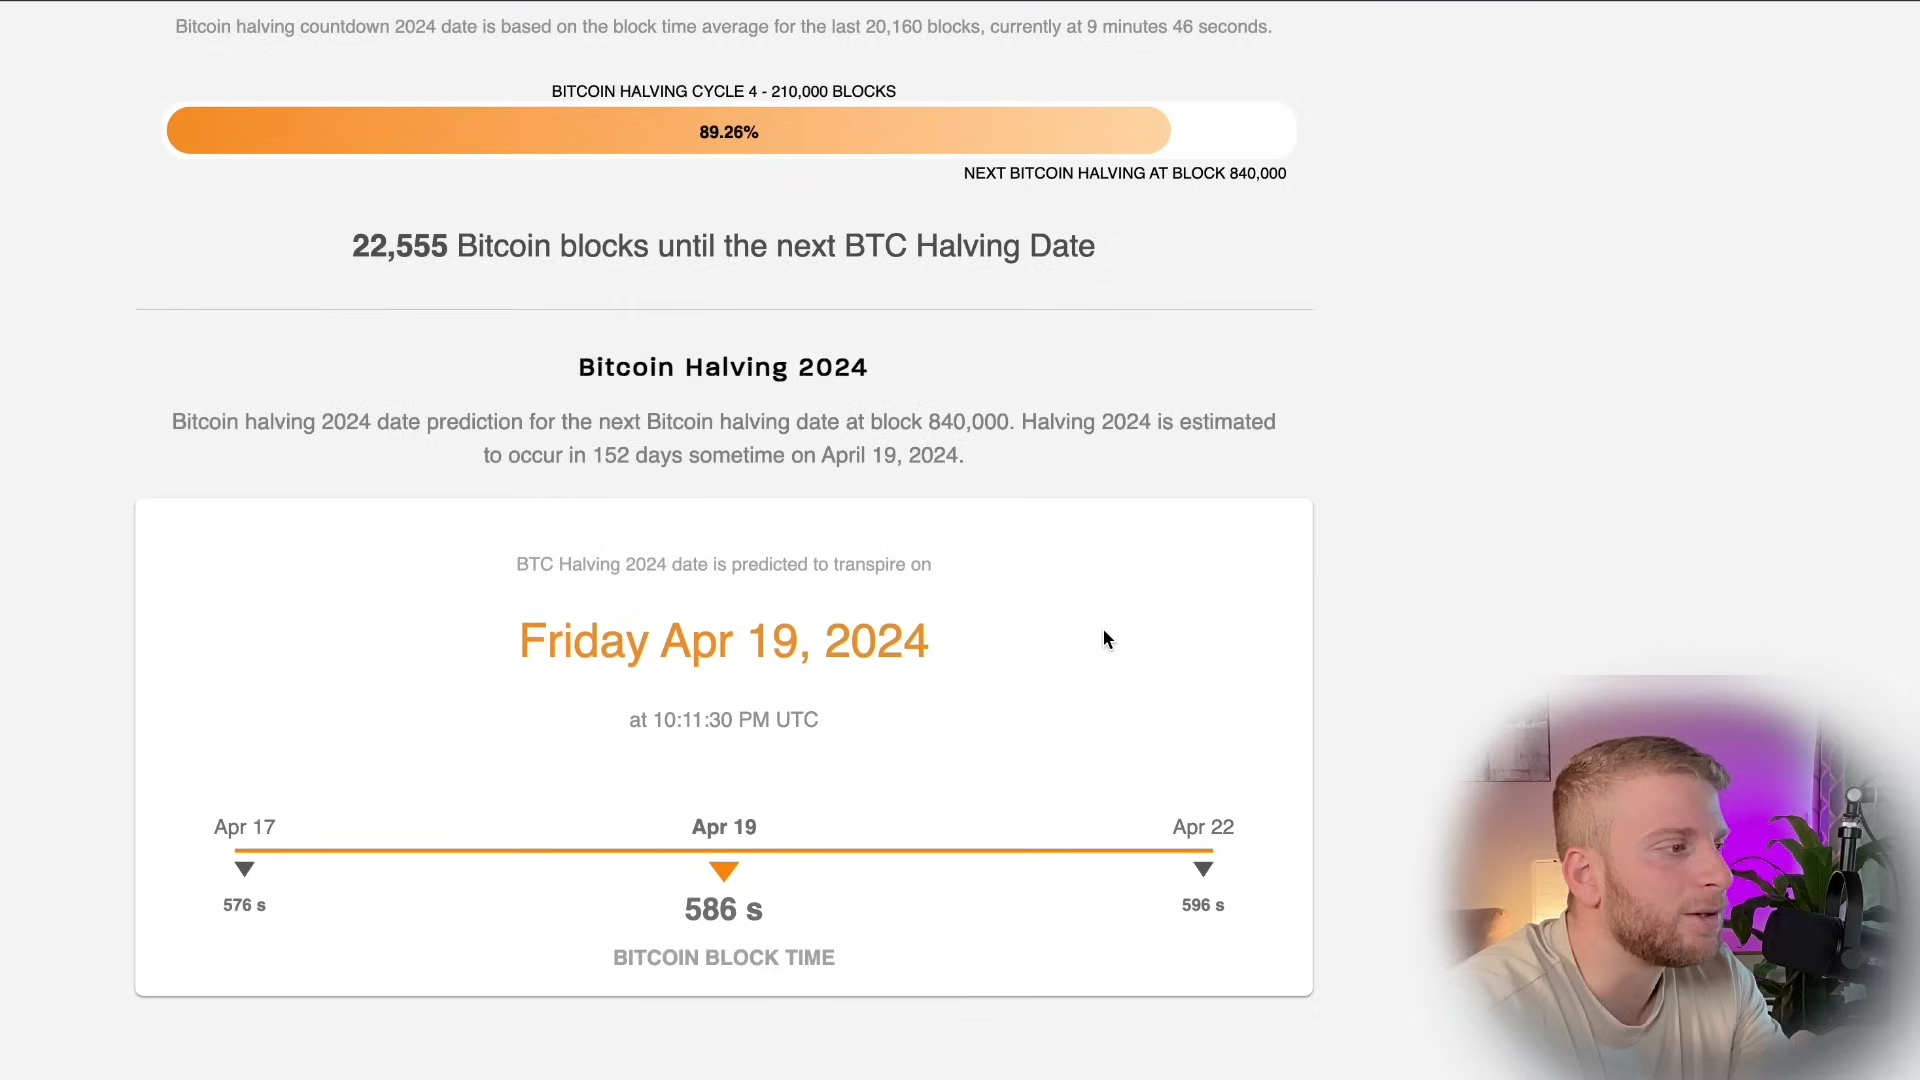 Bitcoin halving countdown 2024 date is based on the block time average for the last 20,160 blocks, currently at 9 minutes 46 seconds.
BITCOIN HALVING CYCLE 4 - 210,000 BLOCKS
89.26%
NEXT BITCOIN HALVING AT BLOCK 840,000
22,555 Bitcoin blocks until the next BTC Halving Date
Bitcoin Halving 2024
Bitcoin halving 2024 date prediction for the next Bitcoin halving date at block 840,000. Halving 2024 is estimated
to occur in 152 days sometime on April 19, 2024.
BTC Halving 2024 date is predicted to transpire on
Friday Apr 19, 2024
at 10:11:30 PM UTC
Apr 17 Apr 19 Apr 22
576 s 586 s 596 s
BITCOIN BLOCK TIME